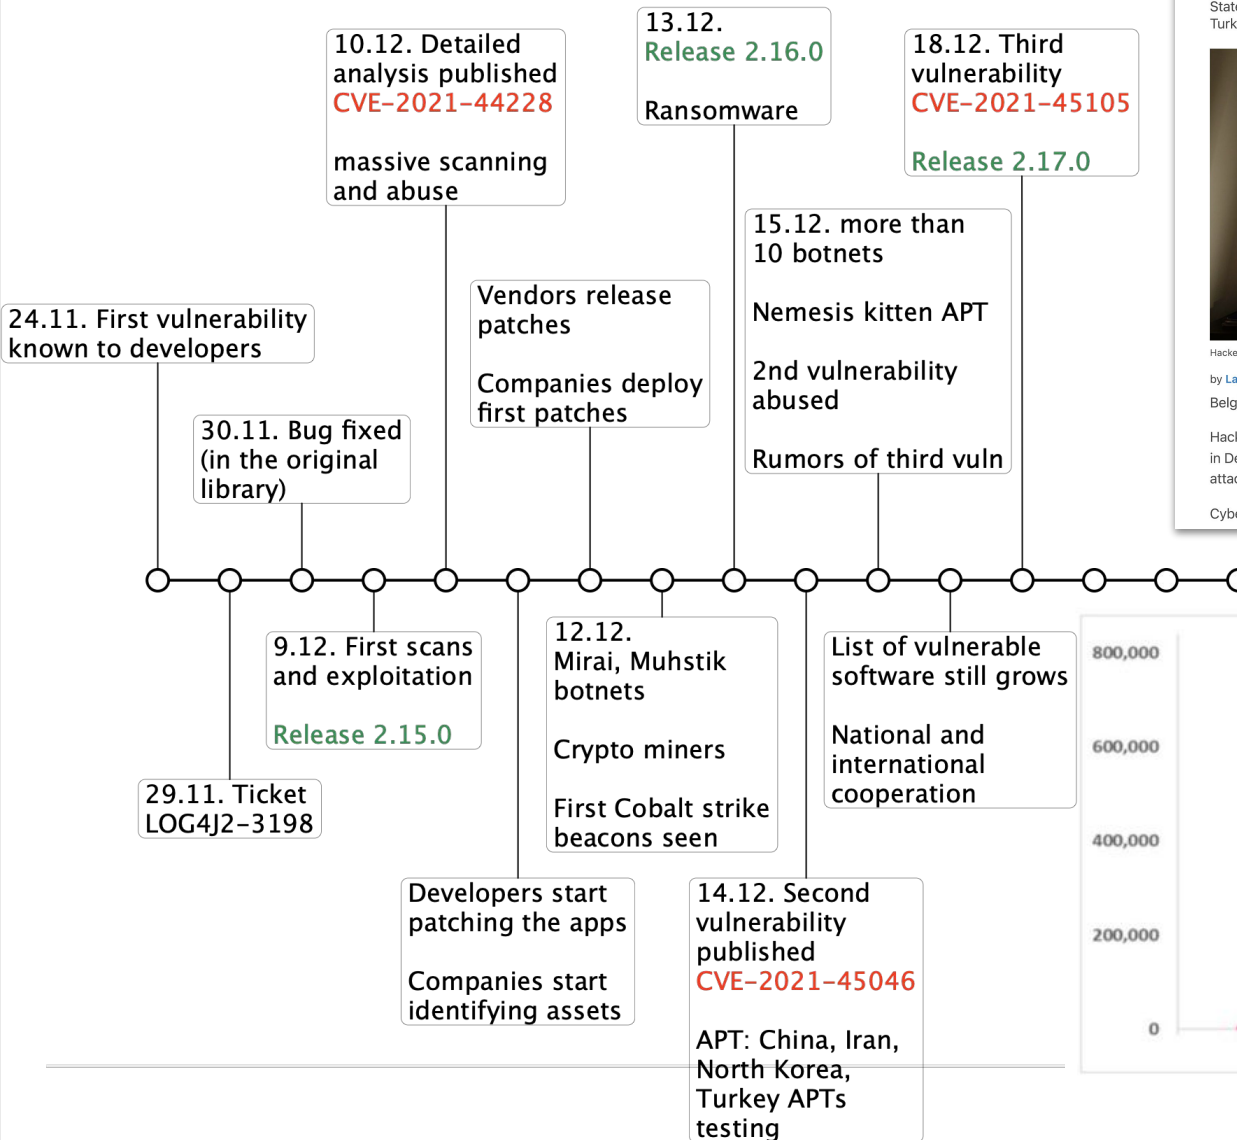 10.12. Detailed
analysis published
CVE-2021-44228
massive scanning
and abuse
13.12.
Release 2.16.0
Ransomware
18.12. Third
vulnerability
CVE-2021-45105
Release 2.17.0
15.12. more than
10 botnets
Nemesis kitten APT
2nd vulnerability
abused
Rumors of third vuln
Vendors release
patches
Companies deploy
first patches
24.11. First vulnerability
known to developers
30.11. Bug fixed
(in the original
library)
9.12. First scans
and exploitation
Release 2.15.0
29.11. Ticket
LOG4J2-3198
12.12.
Mirai, Muhstik
botnets
Crypto miners
First Cobalt strike
beacons seen
List of vulnerable
software still grows
National and
international
cooperation
Developers start
patching the apps
Companies start
identifying assets
14.12. Second
vulnerability
published
CVE-2021-45046
APT: China, Iran,
North Korea,
Turkey APTs
testing
by
800,000
600,000
400,000
200,000
0